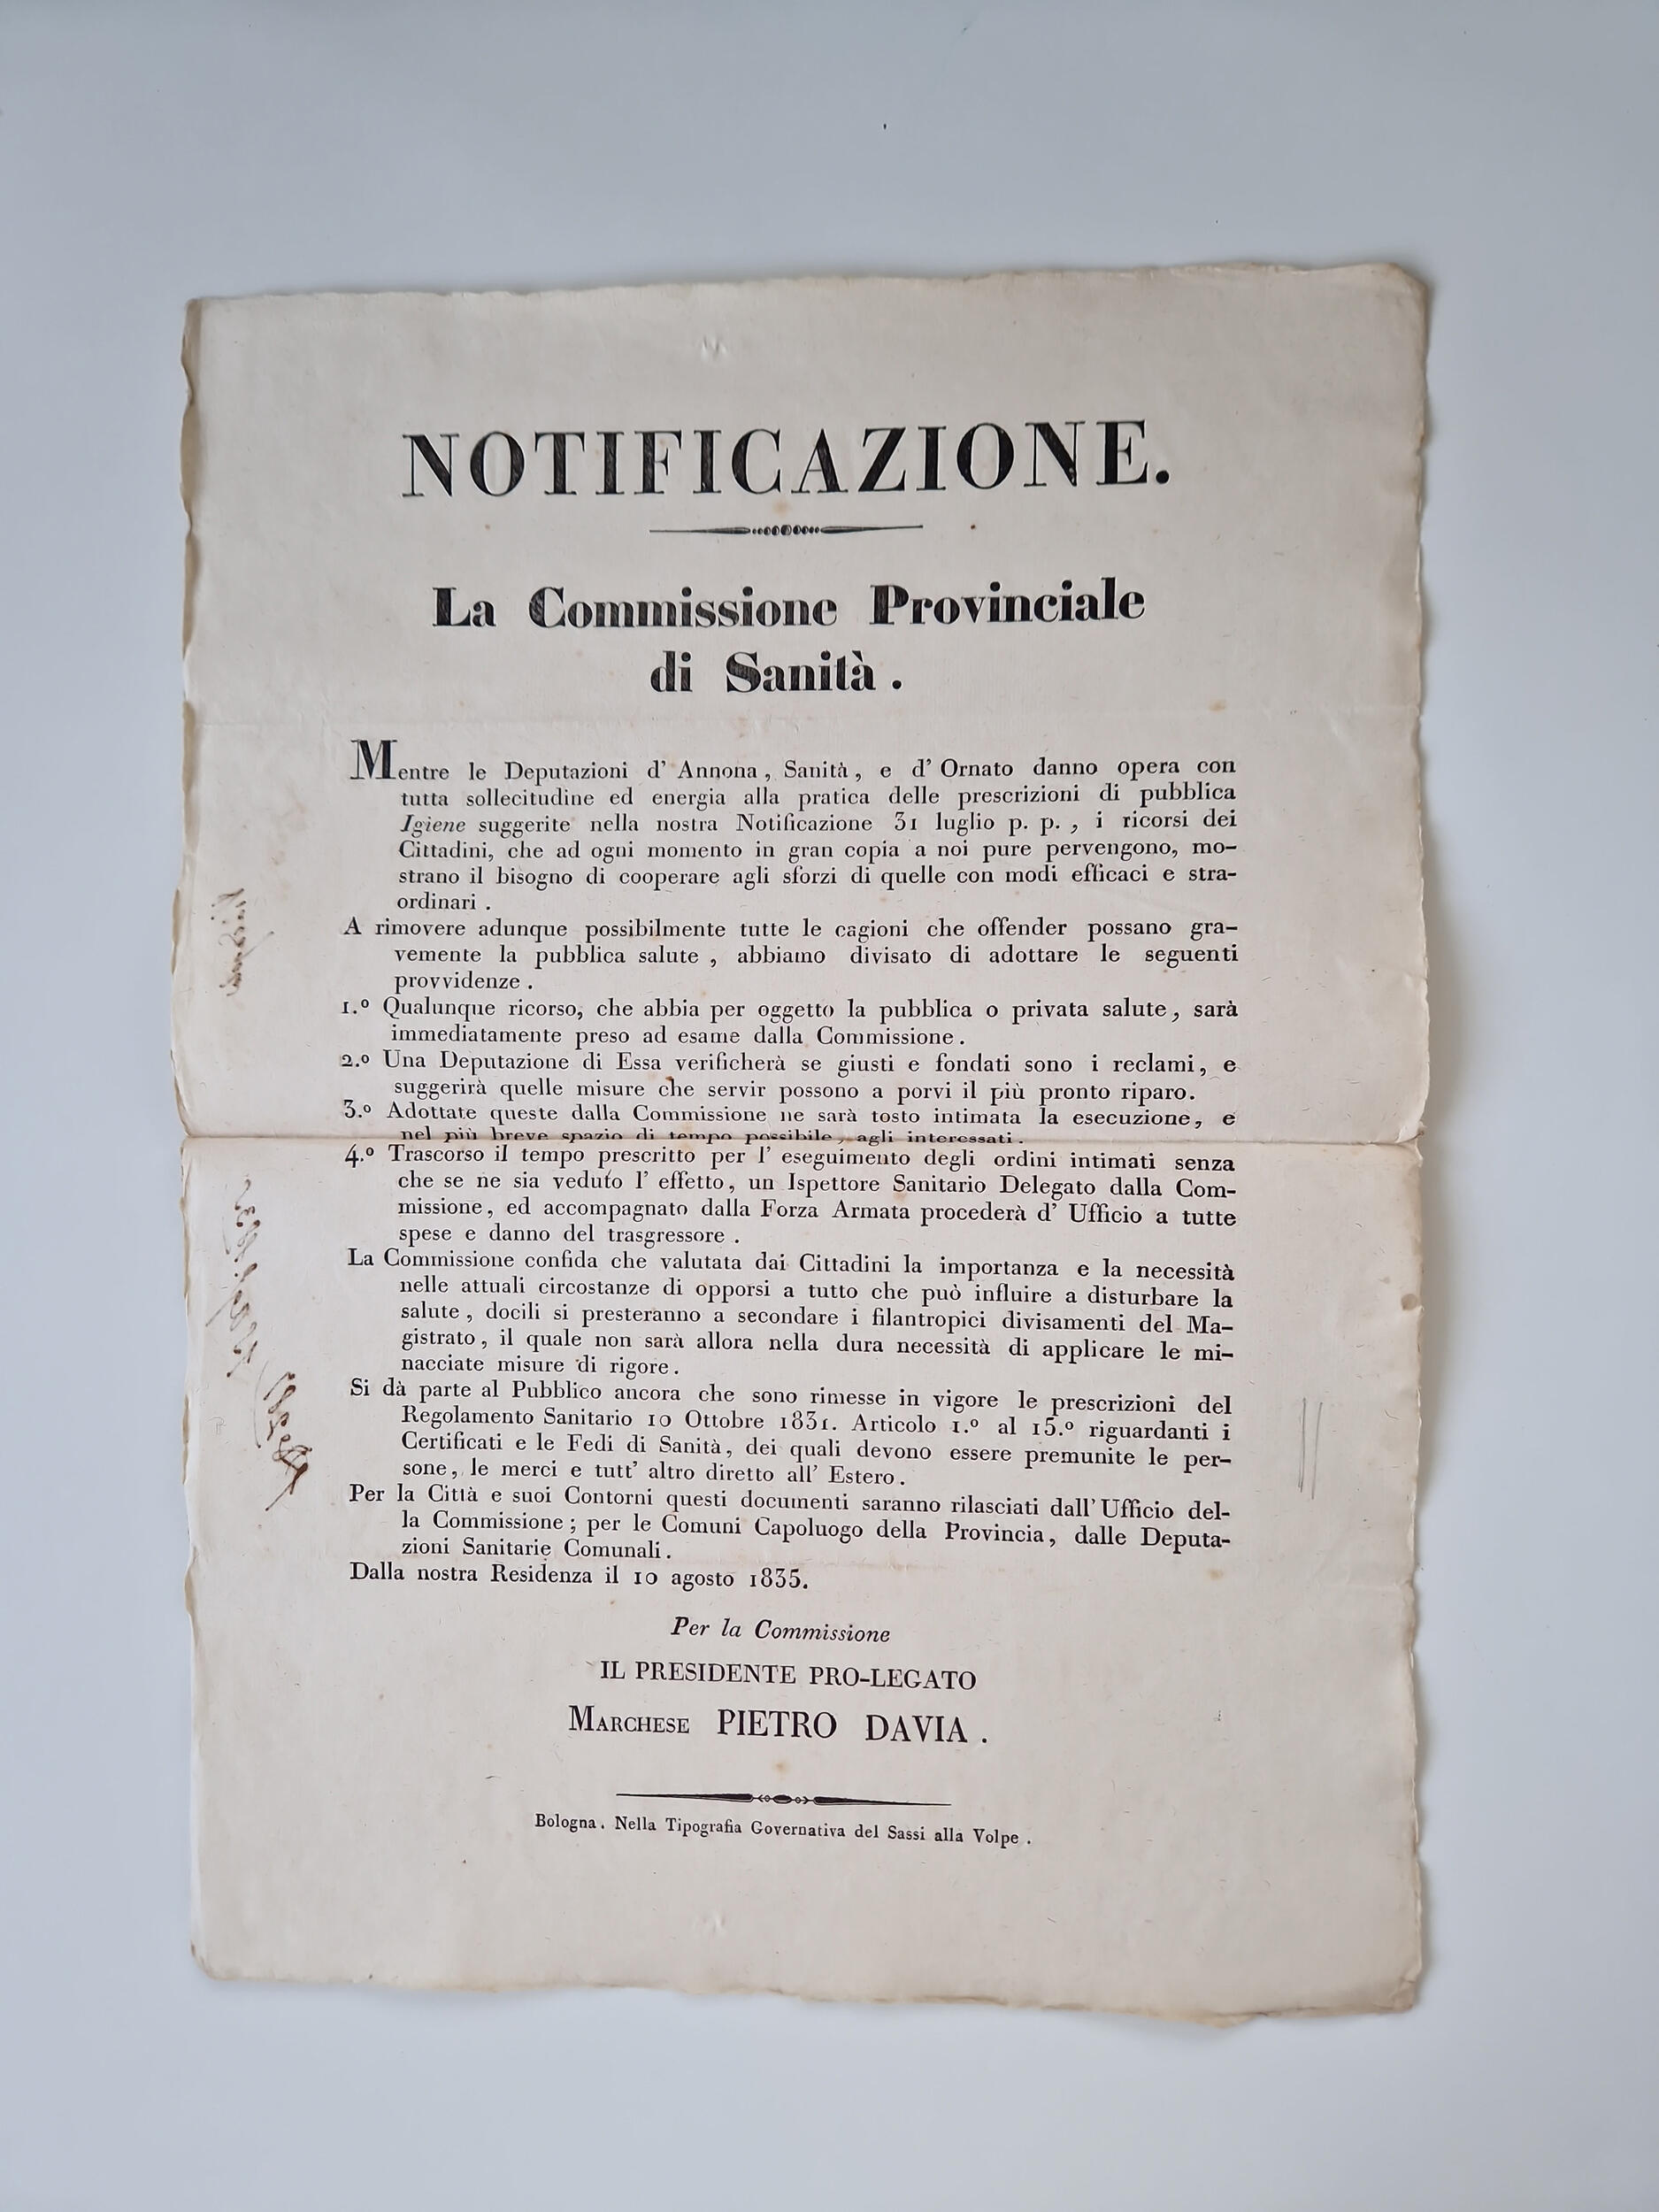 NOTIFICAZIONE.
La Commissione Provinciale
di Sanità .
Mentre le Deputazioni d' Annona , Sanità , e d' Ornato danno opera con
tutta sollecitudine ed energia alla pratica delle prescrizioni di pubblica
Igiene suggerite nella nostra Notificazione 31 luglio p. p. , i ricorsi dei
Cittadini, che ad ogni momento in gran copia a noi pure pervengono, mo-
strano il bisogno di cooperare agli sforzi di quelle con modi efficaci e stra-
ordinari .
A rimovere adunque possibilmente tutte le cagioni che offender possano gra-
vemente la pubblica salute , abbiamo divisato di adottare le seguenti
provvidenze .
1.º Qualunque ricorso, che abbia per oggetto la pubblica o privata salute, sarà
immediatamente preso ad esame dalla Commissione .
2.º Una Deputazione di Essa verificherà se giusti e fondati sono i reclami, e
suggerirà quelle misure che servir possono a porvi il più pronto riparo.
3.º Adottate queste dalla Commissione ne sarà tosto intimata la esecuzione, e
nel più breve spazio di tempo possibile, agli interessati .
4.º Trascorso il tempo prescritto per l' eseguimento degli ordini intimati senza
che se ne sia veduto l' effetto, un Ispettore Sanitario Delegato dalla Com-
missione, ed accompagnato dalla Forza Armata procederà d' Ufficio a tutte
spese e danno del trasgressore .
La Commissione confida che valutata dai Cittadini la importanza e la necessità
nelle attuali circostanze di opporsi a tutto che può influire a disturbare la
salute , docili si presteranno a secondare i filantropici divisamenti del Ma-
gistrato , il quale non sarà allora nella dura necessità di applicare le mi-
nacciate misure di rigore .
Si dà parte al Pubblico ancora che sono rimesse in vigore le prescrizioni del
Regolamento Sanitario 10 Ottobre 1831. Articolo 1.º al 15.º riguardanti i
Certificati e le Fedi di Sanità, dei quali devono essere premunite le per-
sone, le merci e tutt' altro diretto all' Estero .
Per la Città e suoi Contorni questi documenti saranno rilasciati dall' Ufficio del-
la Commissione ; per le Comuni Capoluogo della Provincia, dalle Deputa-
zioni Sanitarie Comunali .
Dalla nostra Residenza il 10 agosto 1835.
Per la Commissione
IL PRESIDENTE PRO-LEGATO
Marchese PIETRO DAVIA .
Bologna . Nella Tipografia Governativa del Sassi alla Volpe .